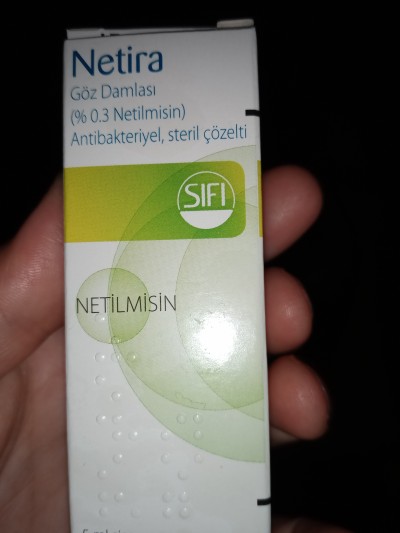 Netira
Göz Damlası
(% 0.3 Netilmisin)
Antibakteriyel, steril çözelti
SIFI
NETİLMİSİN